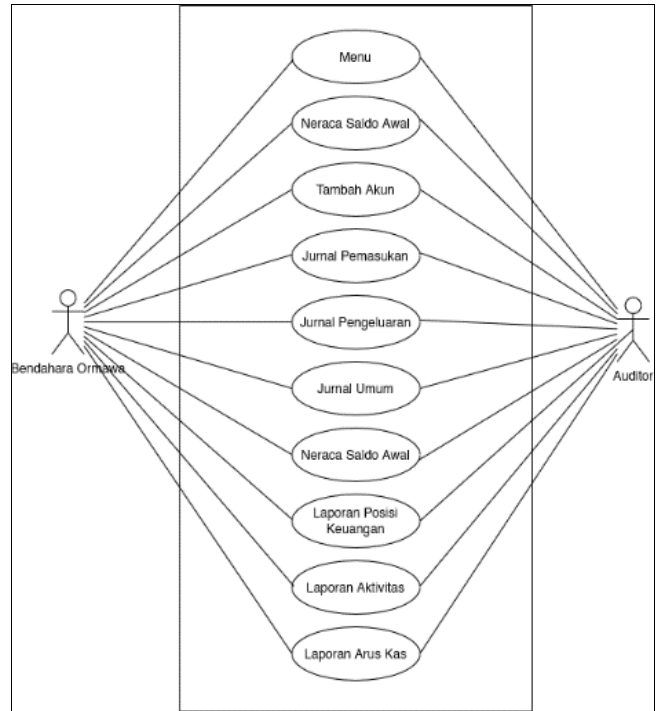 Menu
Neraca Saldo Awal
Tambah Akun
Jurnal Pemasukan
Jurnal Pengeluaran
Bendahara Ormawa
Auditor
Jurnal Umum
Neraca Saldo Awal
Laporan Posisi
Keuangan
Laporan Aktivitas
Laporan Arus Kas